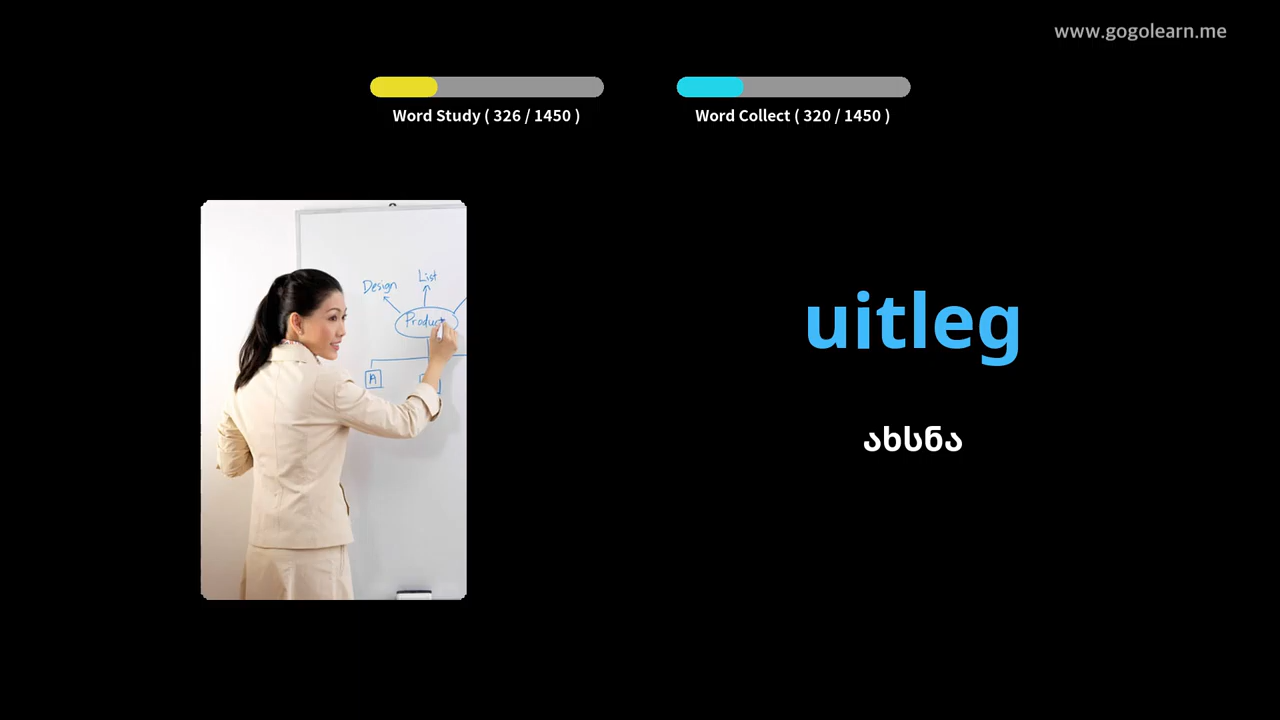 www.gogolearn.me
Word Study ( 326 / 1450 )
Word Collect ( 320 / 1450 )
List
Design
Product
A
uitleg
ახსნა